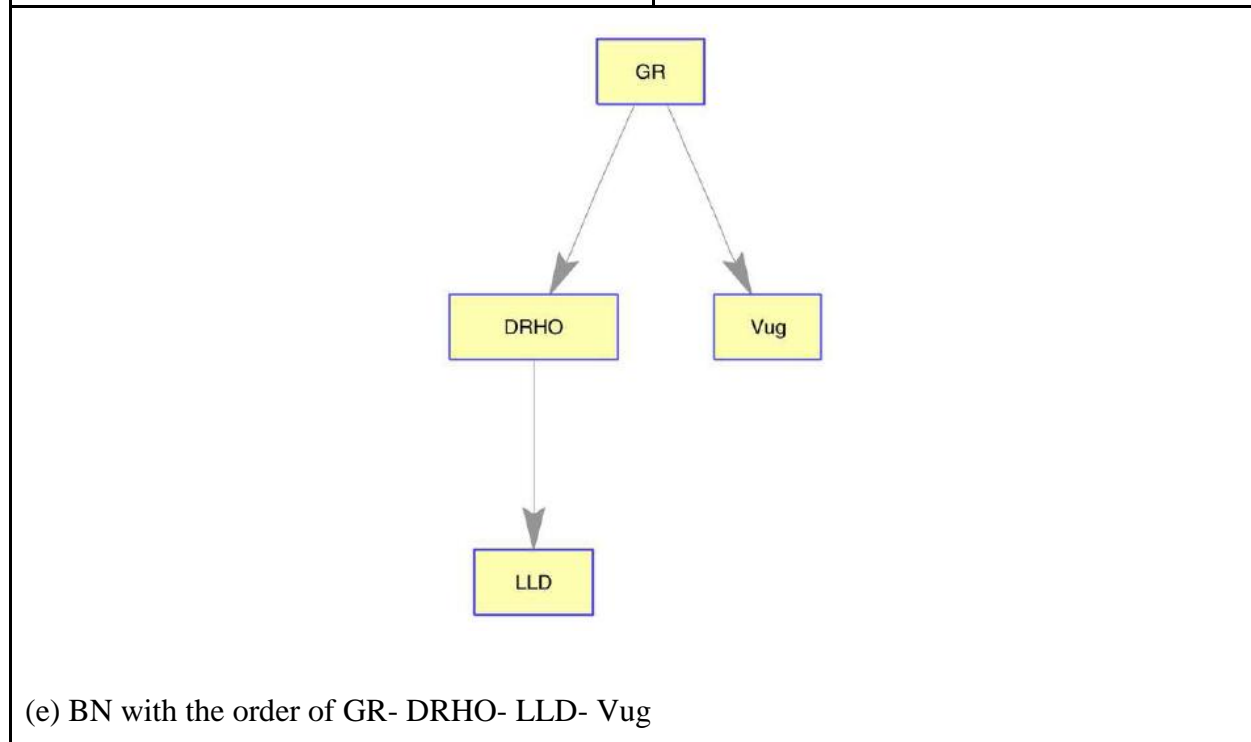 GR
DRHO Vug
LLD
(e) BN with the order of GR- DRHO- LLD- Vug